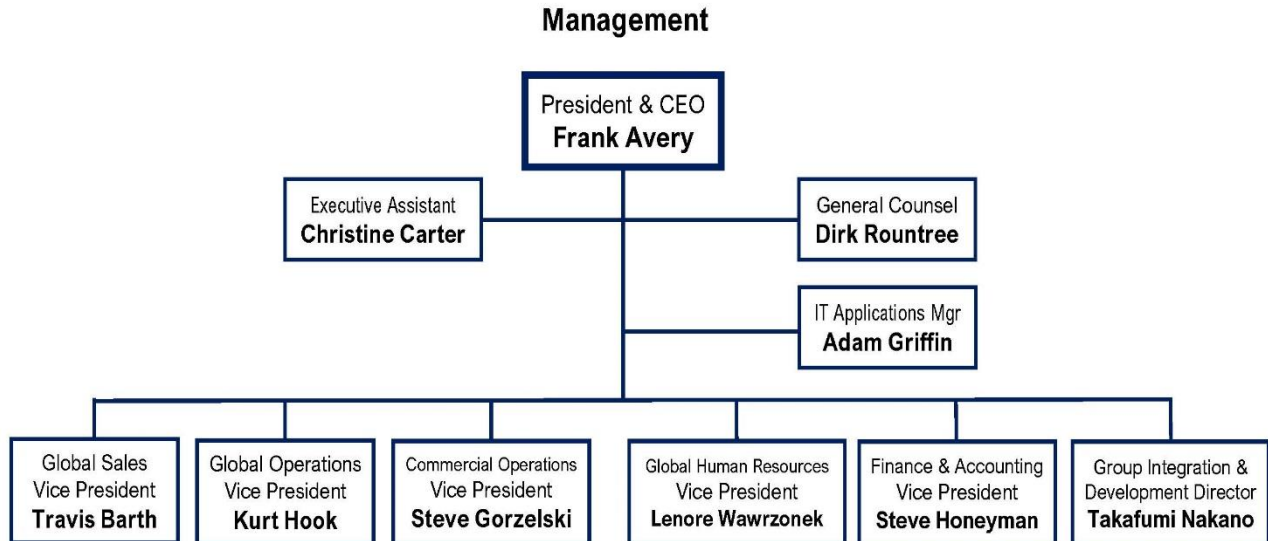 Management
President & CEO
Frank Avery
Executive Assistant
Christine Carter
General Counsel
Dirk Rountree
IT Applications Mgr
Adam Griffin
Global Sales
Vice President
Travis Barth
Global Operations
Vice President
Kurt Hook
Commercial Operations
Vice President
Steve Gorzelski
Global Human Resources
Vice President
Lenore Wawrzonek
Finance & Accounting
Vice President
Steve Honeyman
Group Integration &
Development Director
Takafumi Nakano